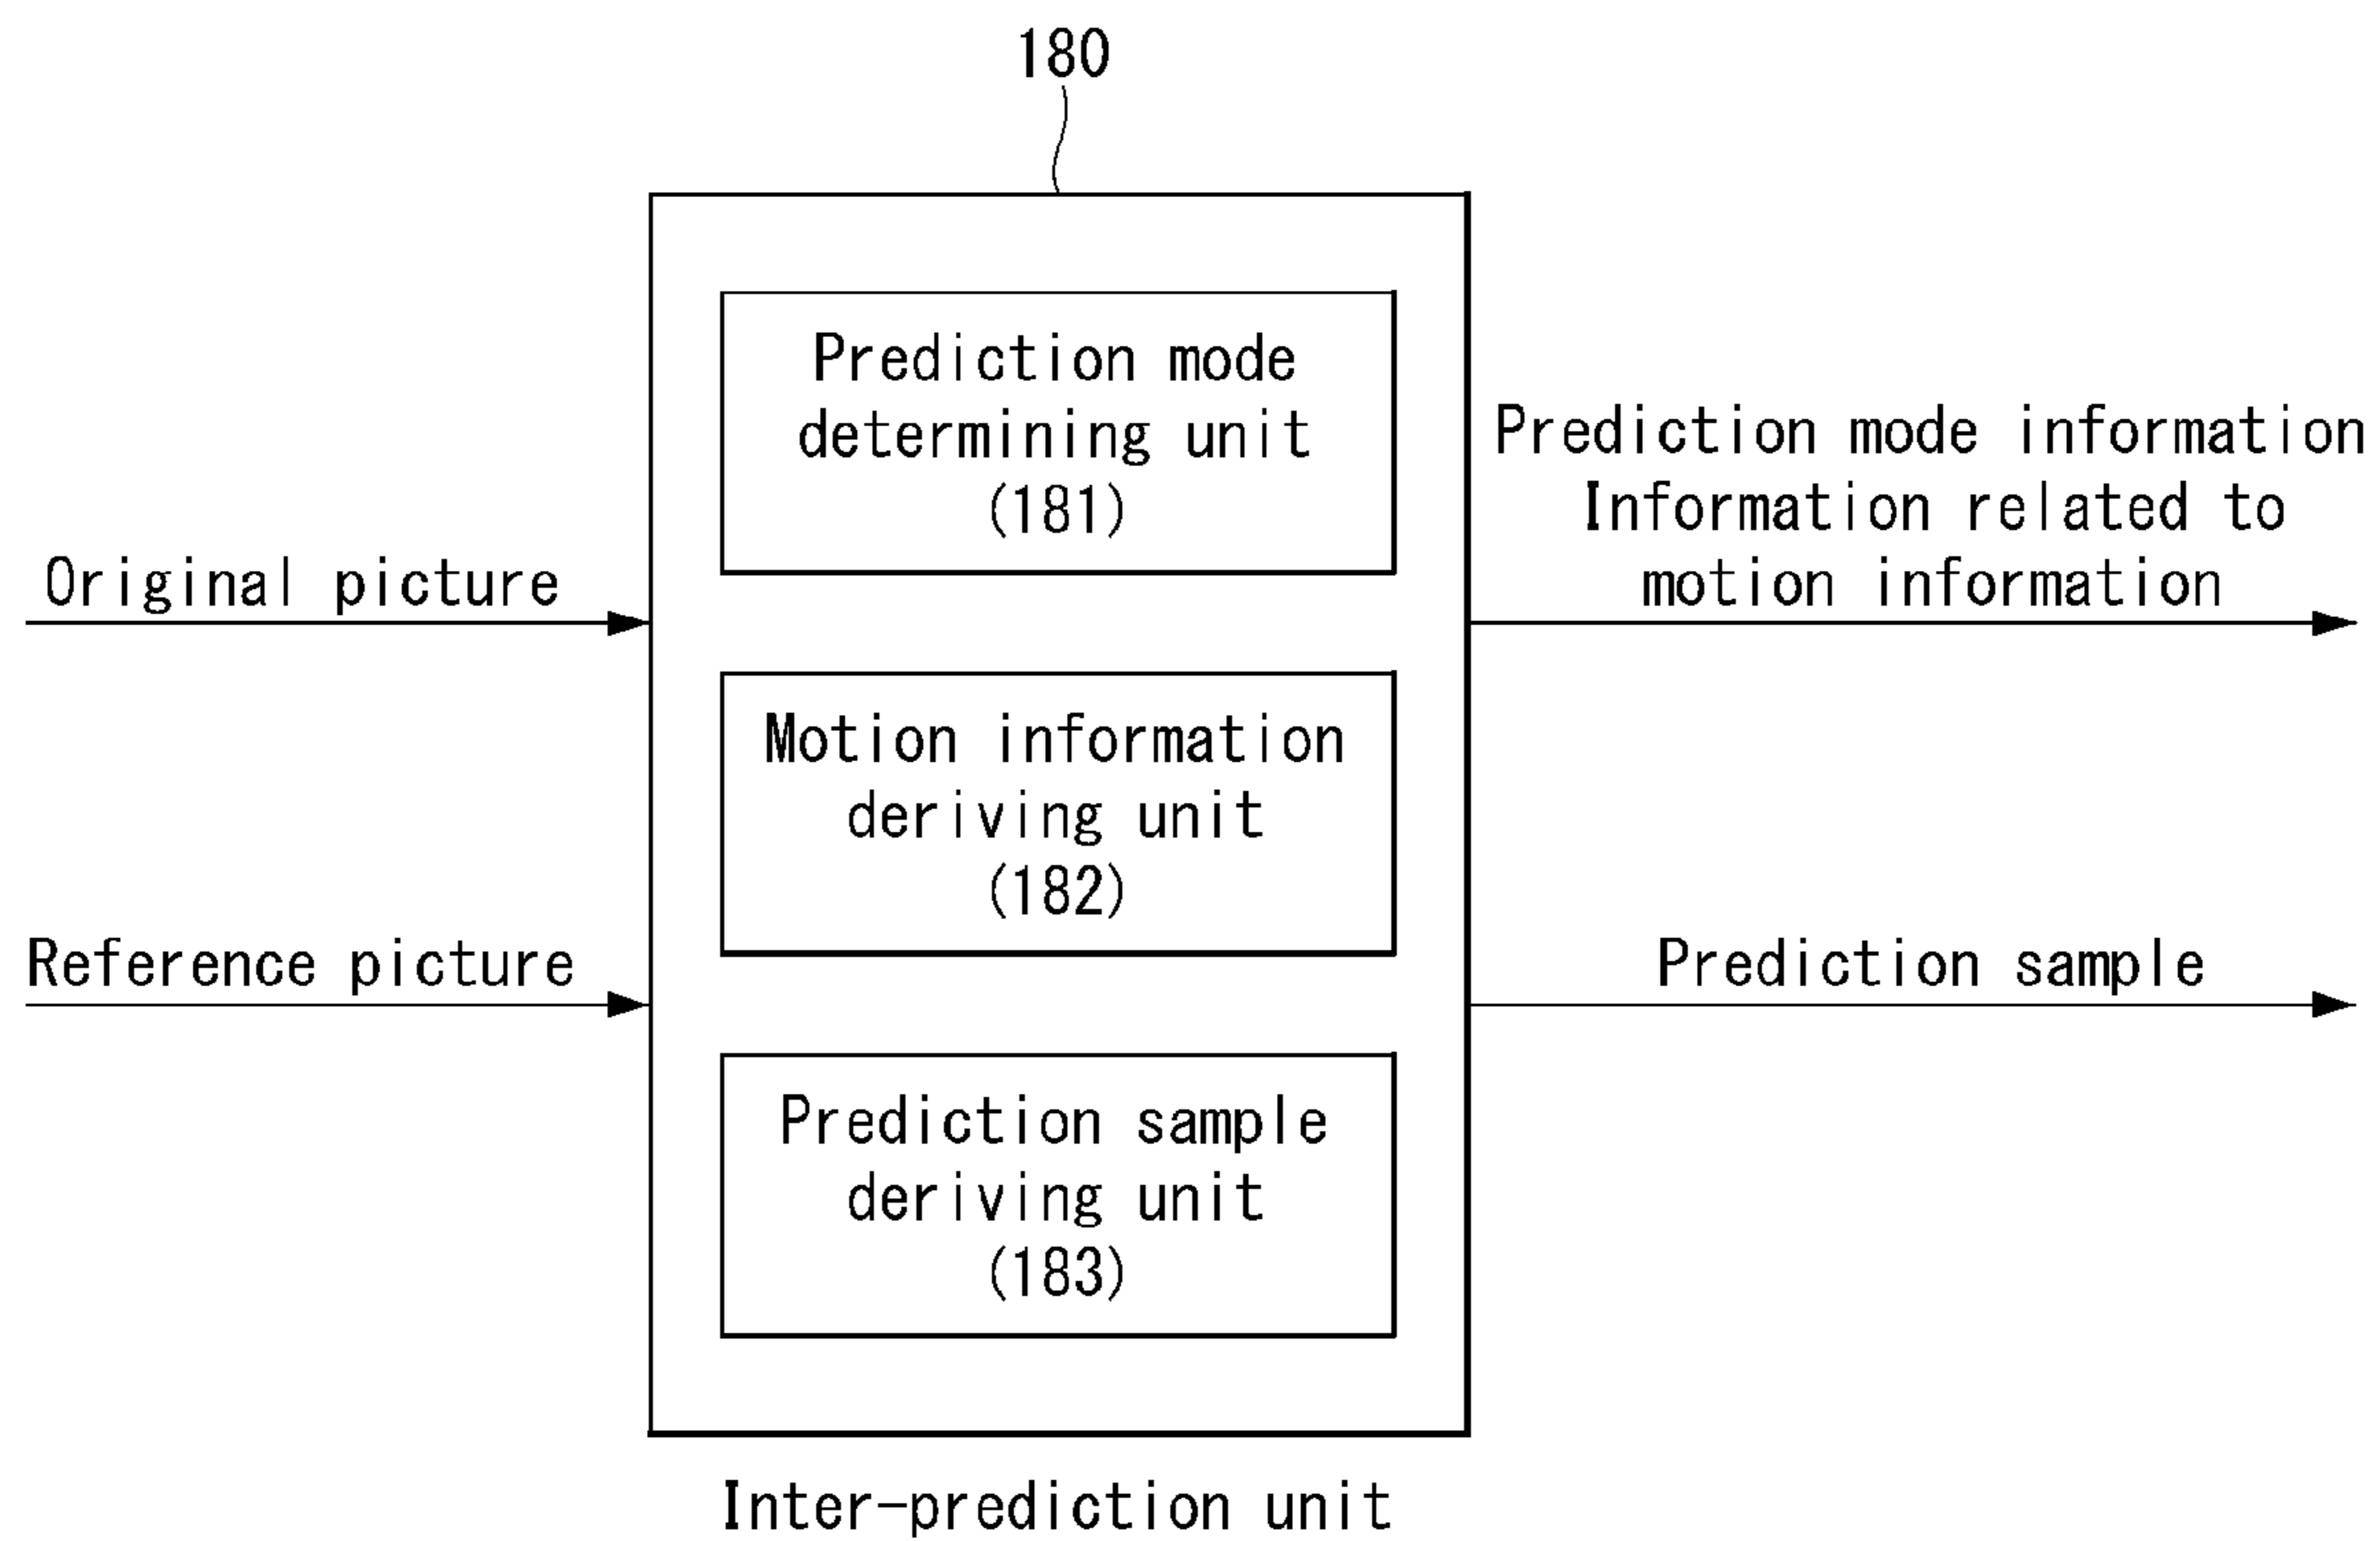 180
Prediction mode
determining unit
(181)
Prediction mode information
Information related to
motion information
Original picture
Motion information
deriving unit
(182)
Reference picture
Prediction sample
Prediction sample
deriving unit
(183)
Inter-prediction unit